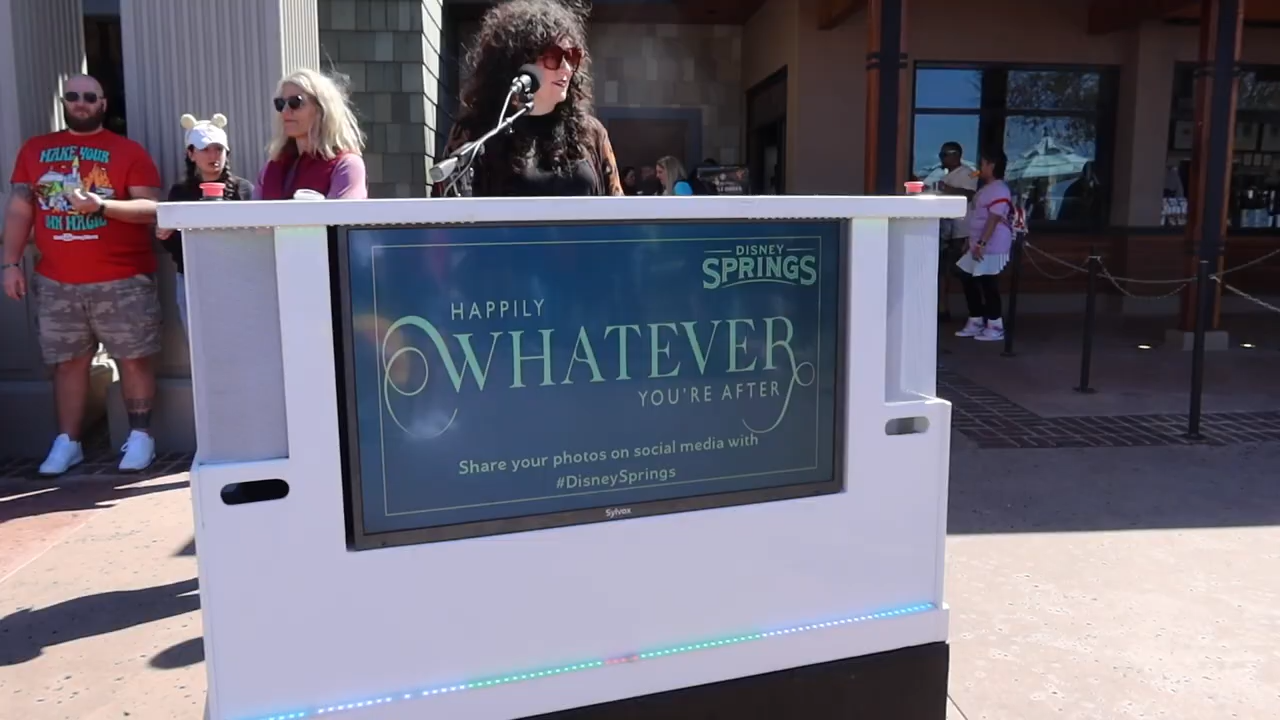 MAKE YOUR
OWN MAGIC
DISNEY
SPRINGS
HAPPILY
WHATEVER
YOU'RE AFTER
Share your photos on social media with
#DisneySprings
Sylvox